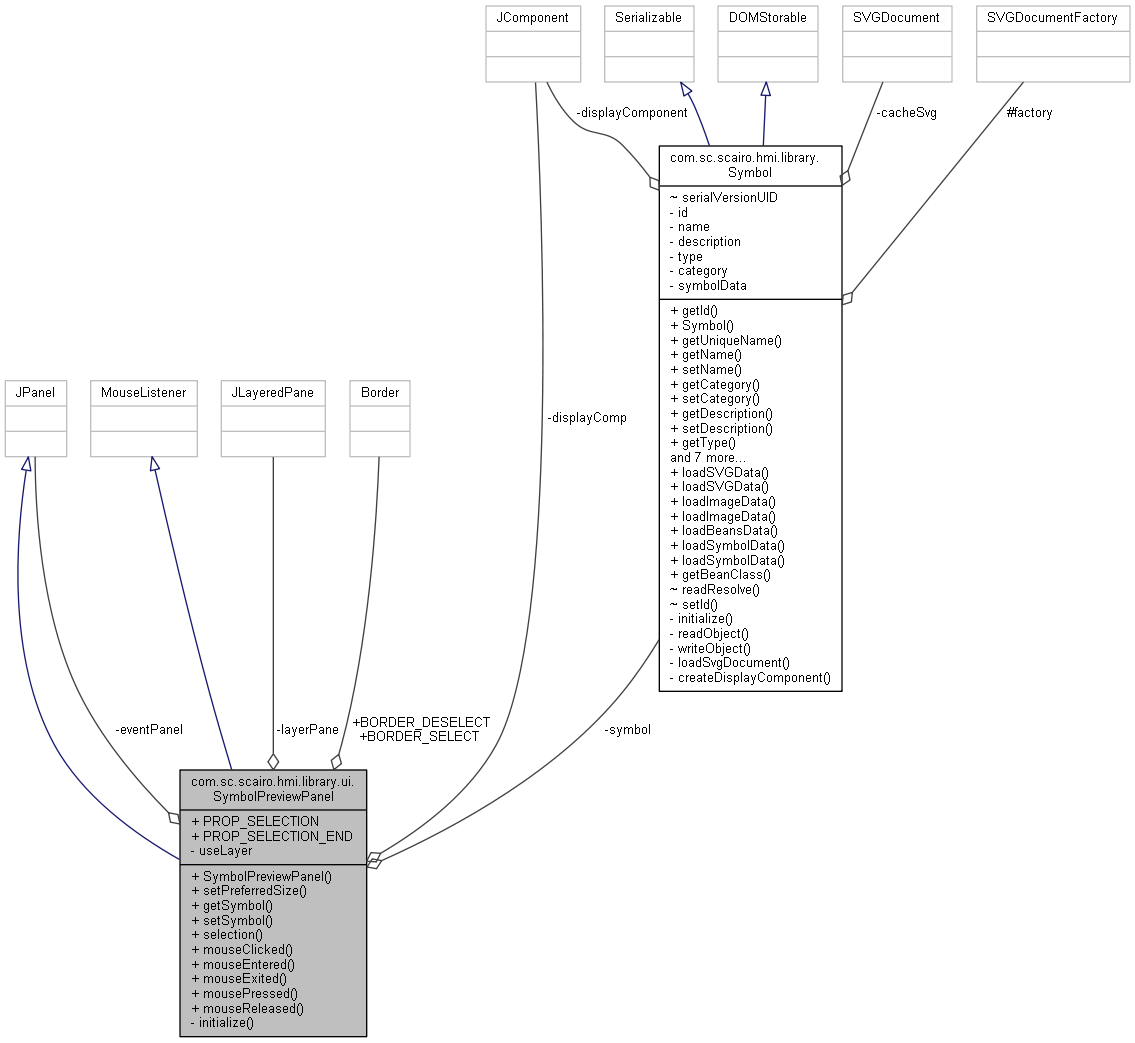 JComponent
Serializable
DOMStorable
SVGDocument
SVGDocumentFactory
-displayComponent
-cacheSvg
#factory
com.sc.scairo.hmi.library.
Symbol
~ serialVersionUID
- id
- name
- description
- type
- category
- symbolData
+ getId()
+ Symbol()
+ getUniqueName()
+ getName()
+ setName()
+ getCategory()
+ setCategory()
+ getDescription()
+ setDescription()
+ getType()
and 7 more...
+ loadSVGData()
+ loadSVGData()
+ loadImageData()
+ loadImageData()
+ loadBeansData()
+ loadSymbolData()
+ loadSymbolData()
+ getBeanClass()
~ readResolve()
~ setId()
- initialize()
- readObject()
- writeObject()
- loadSvgDocument()
- createDisplayComponent()
JPanel
MouseListener
JLayeredPane
Border
-displayComp
-eventPanel
-layerPane
+BORDER_DESELECT
+BORDER_SELECT
-symbol
com.sc.scairo.hmi.library.ui.
SymbolPreviewPanel
+ PROP_SELECTION
+ PROP_SELECTION_END
- useLayer
+ SymbolPreviewPanel()
+ setPreferredSize()
+ getSymbol()
+ setSymbol()
+ selection()
+ mouseClicked()
+ mouseEntered()
+ mouseExited()
+ mousePressed()
+ mouseReleased()
- initialize()